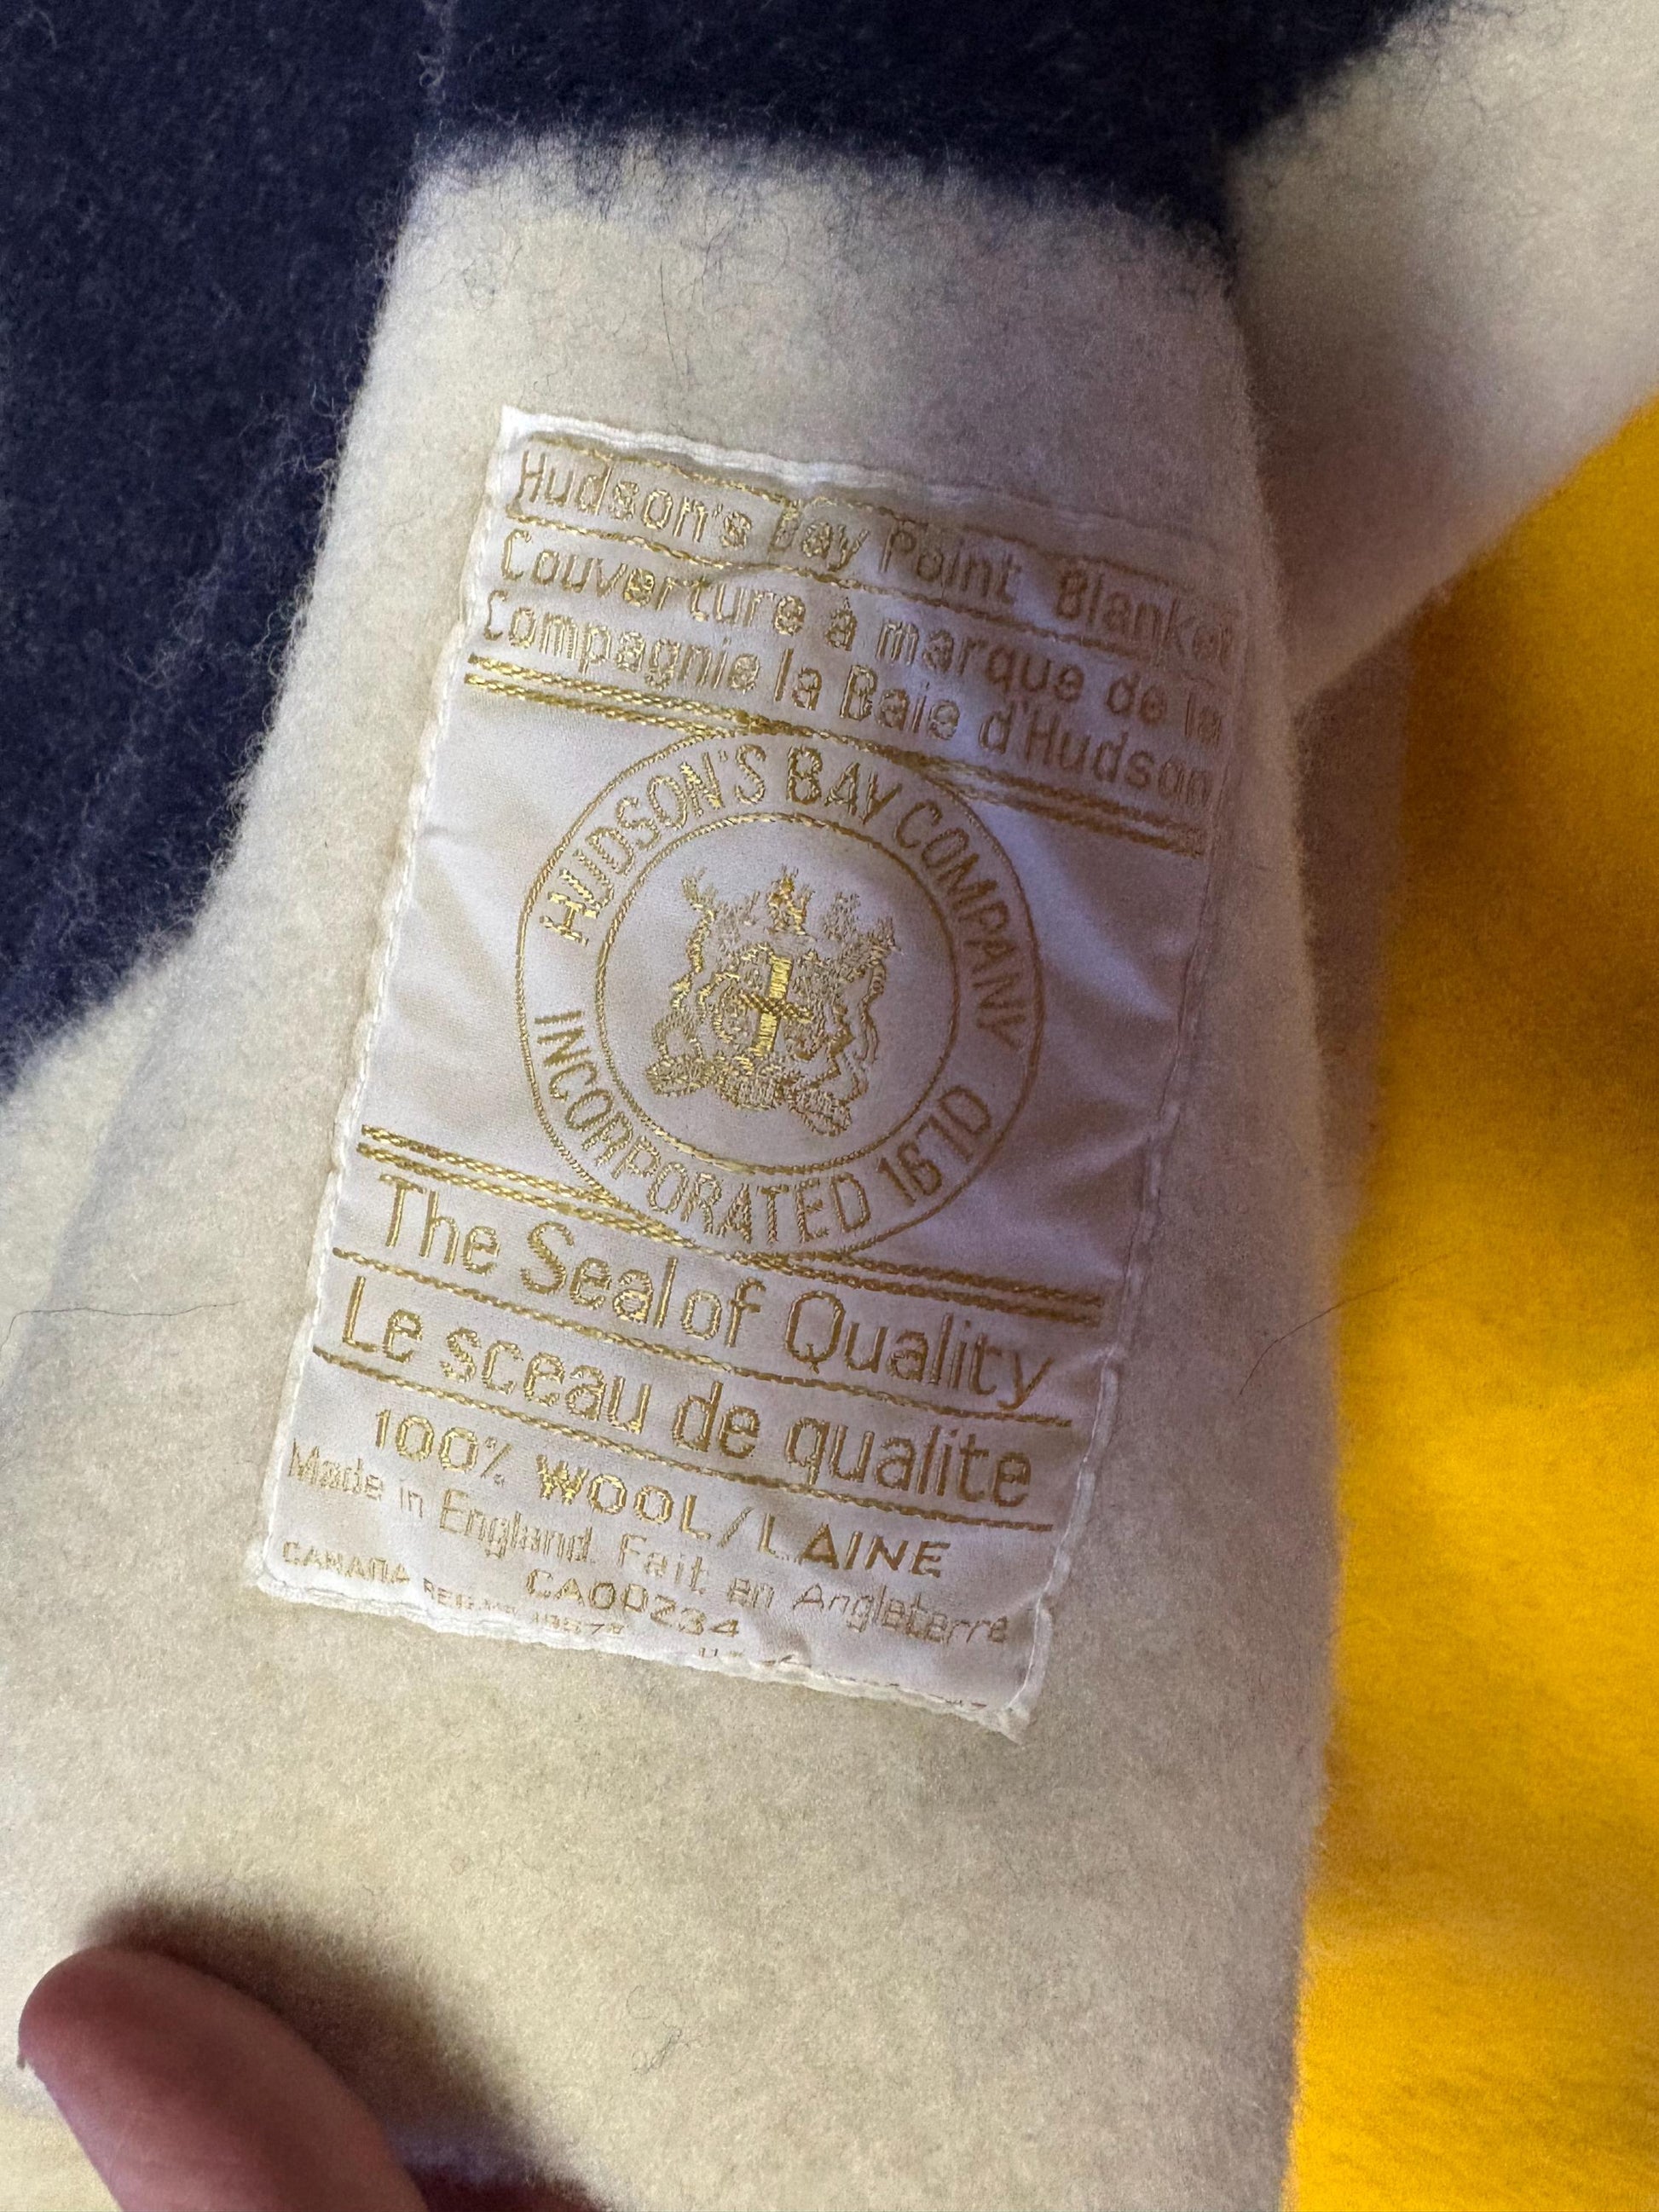 Hudson's Bay Point Blanket
Couverture à marque de la
Compagnie la Baie d'Hudson
HUDSON'S BAY COMPANY
INCORPORATED 1670
The Seal of Quality
Le sceau de qualite
100% WOOL/LAINE
Made in England. Fait en Angleterre
CA00234
CANADA